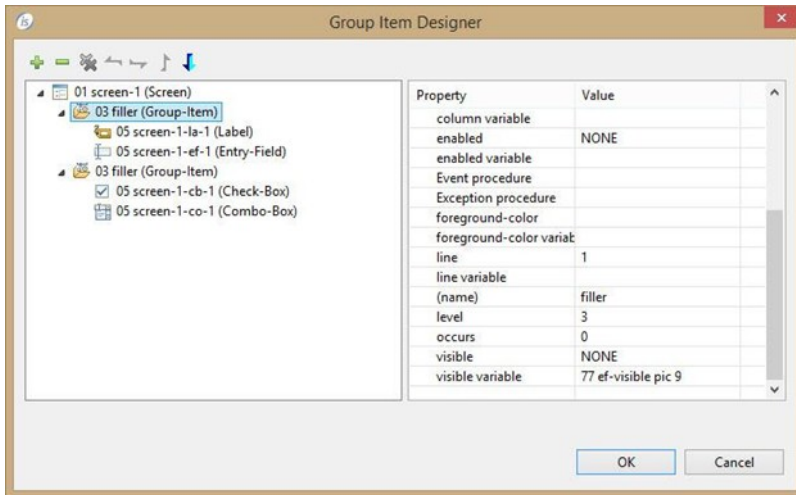 is
Group Item Designer
01 screen-1 (Screen)
03 filler (Group-Item)
05 screen-1-la-1 (Label)
05 screen-1-ef-1 (Entry-Field)
03 filler (Group-Item)
05 screen-1-cb-1 (Check-Box)
05 screen-1-co-1 (Combo-Box)
Property Value
column variable
enabled NONE
enabled variable
Event procedure
Exception procedure
foreground-color
foreground-color variab
line 1
line variable
(name) filler
level 3
occurs 0
visible NONE
visible variable 77 ef-visible pic 9
OK Cancel